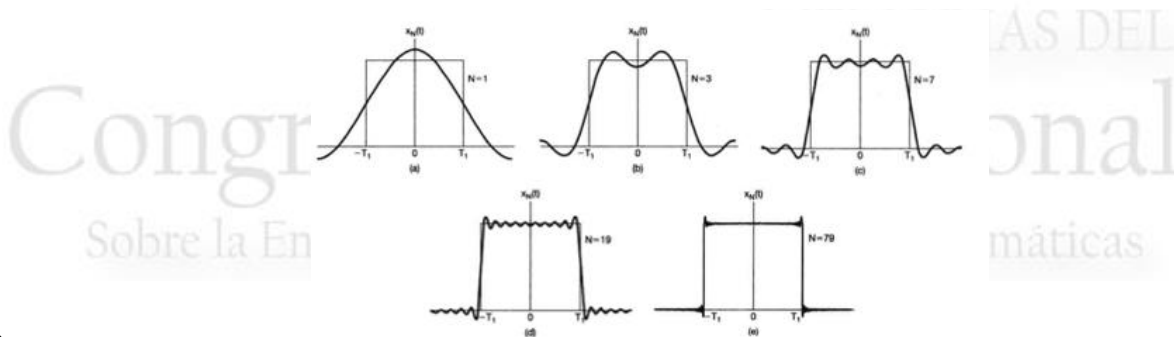 AS DEL
Congr
onal
Sobre la En
máticas
x_N(t)
N=1
-T₁ 0 T₁
(a)
x_N(t)
N=3
-T₁ 0 T₁
(b)
x_N(t)
N=7
-T₁ 0 T₁
(c)
x_N(t)
N=19
-T₁ 0 T₁
(d)
x_N(t)
N=79
-T₁ 0 T₁
(e)